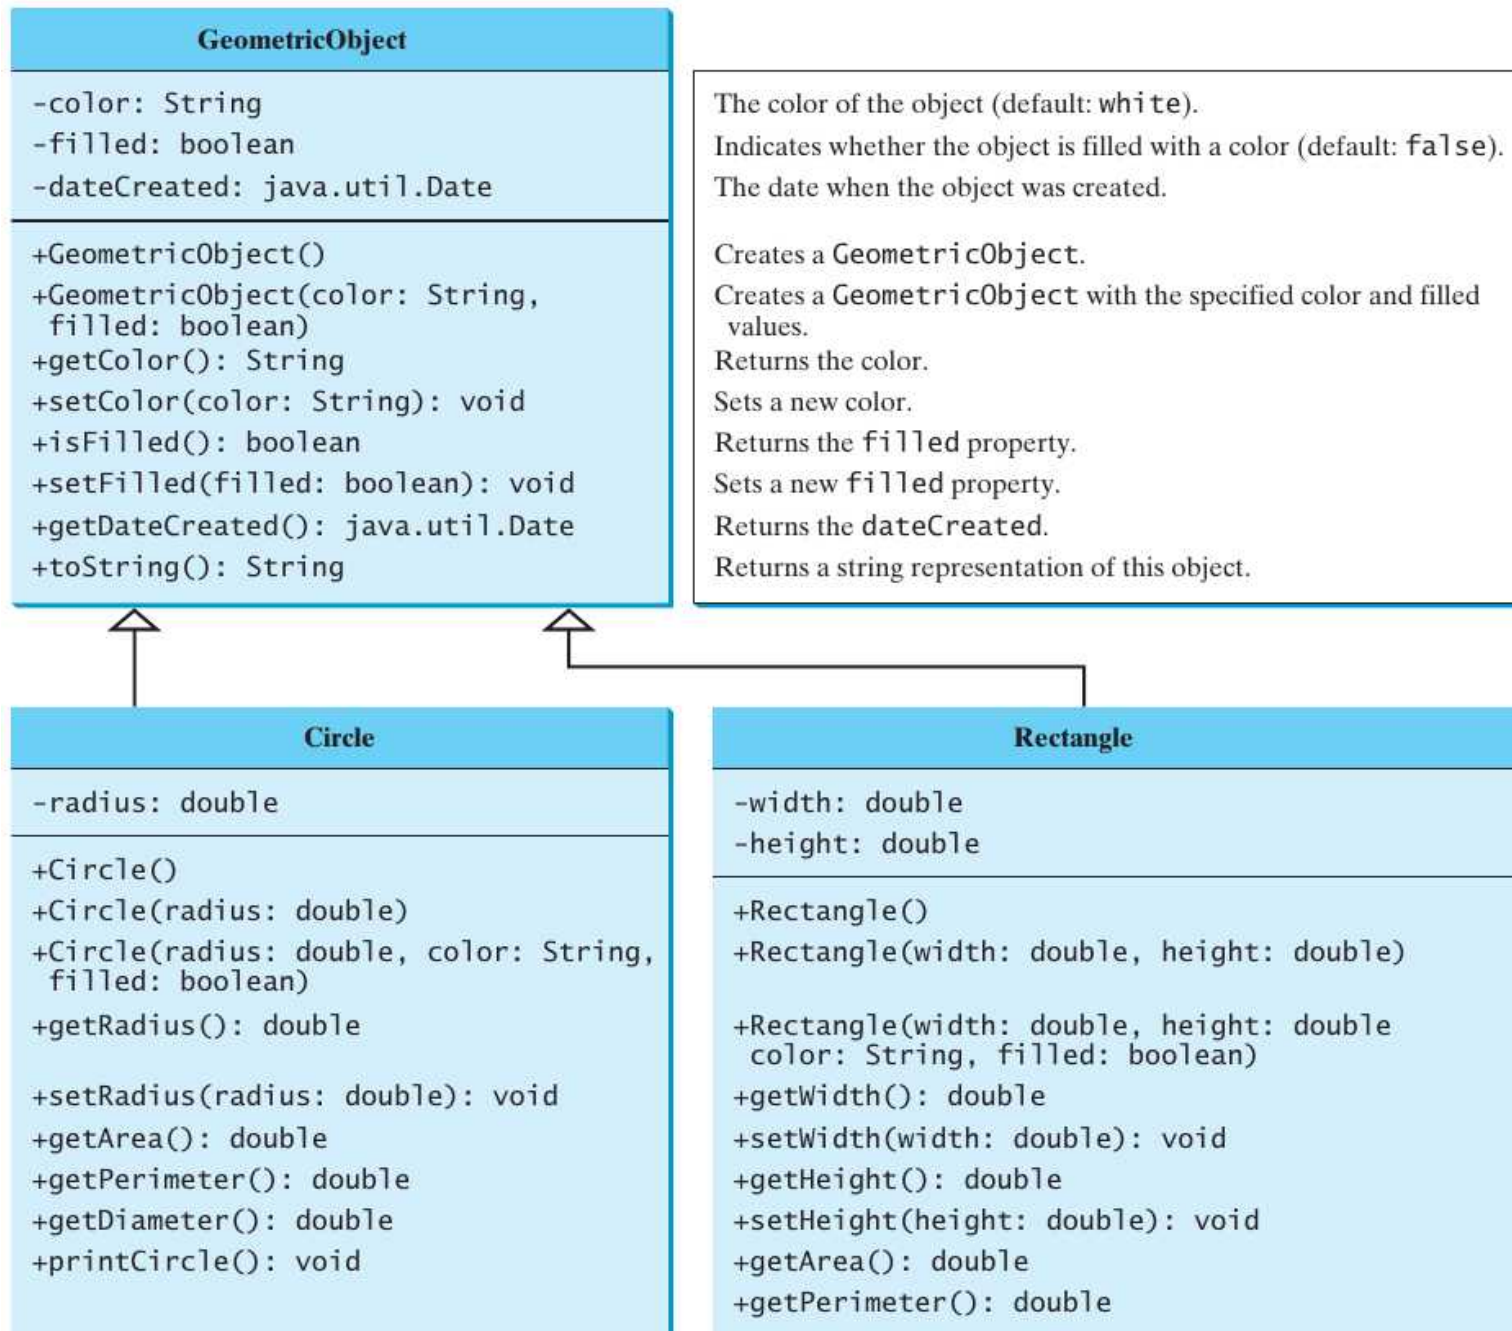 GeometricObject
-color: String
-filled: boolean
-dateCreated: java.util.Date
+GeometricObject()
+GeometricObject(color: String,
filled: boolean)
+getColor(): String
+setColor(color: String): void
+isFilled(): boolean
+setFilled(filled: boolean): void
+getDateCreated(): java.util.Date
+toString(): String
The color of the object (default: white).
Indicates whether the object is filled with a color (default: false).
The date when the object was created.
Creates a GeometricObject.
Creates a GeometricObject with the specified color and filled
values.
Returns the color.
Sets a new color.
Returns the filled property.
Sets a new filled property.
Returns the dateCreated.
Returns a string representation of this object.
Circle
-radius: double
+Circle()
+Circle(radius: double)
+Circle(radius: double, color: String,
filled: boolean)
+getRadius(): double
+setRadius(radius: double): void
+getArea(): double
+getPerimeter(): double
+getDiameter(): double
+printCircle(): void
Rectangle
-width: double
-height: double
+Rectangle()
+Rectangle(width: double, height: double)
+Rectangle(width: double, height: double
color: String, filled: boolean)
+getWidth(): double
+setWidth(width: double): void
+getHeight(): double
+setHeight(height: double): void
+getArea(): double
+getPerimeter(): double